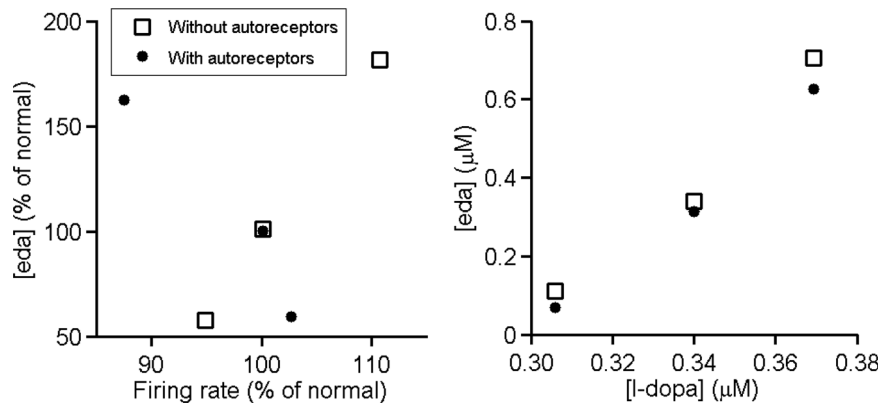 Without autoreceptors
With autoreceptors
200
150
100
50
[eda] (% of normal)
90
100
110
Firing rate (% of normal)
0.8
0.6
0.4
0.2
0
[eda] (μM)
0.30
0.32
0.34
0.36
0.38
[l-dopa] (μM)